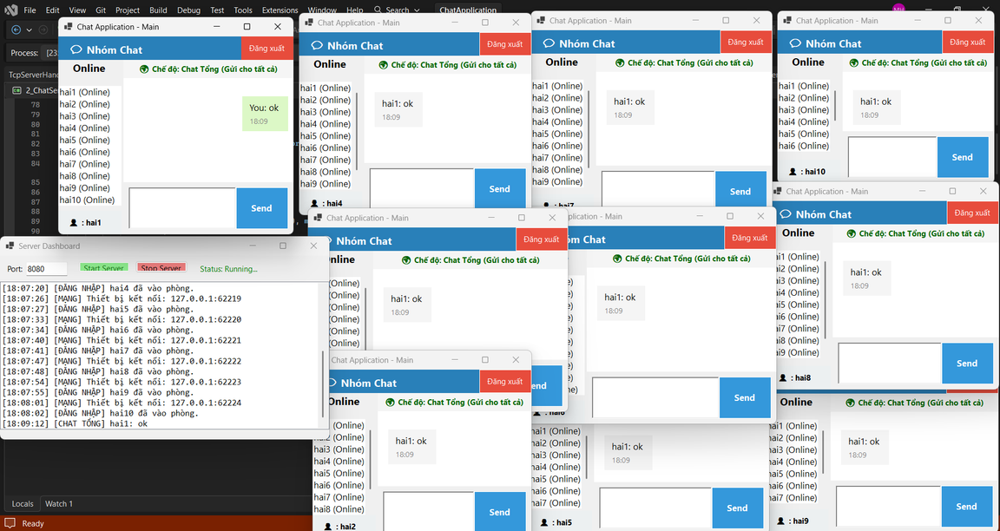 File Edit View Git Project Build Debug Test Tools Extensions Window Help Search ChatApplication
Process: [23
TcpServerHand
2_ChatSe
78
79
80
81
82
83
84
85
86
87
88
89
90
Chat Application - Main
Nhóm Chat
Đăng xuất
Online
Chế độ: Chat Tổng (Gửi cho tất cả)
hai1 (Online)
hai2 (Online)
hai3 (Online)
hai4 (Online)
hai5 (Online)
hai6 (Online)
hai7 (Online)
hai8 (Online)
hai9 (Online)
hai10 (Online)
You: ok
18:09
Send
: hai1
Chat Application - Main
Nhóm Chat
Đăng xuất
Online
Chế độ: Chat Tổng (Gửi cho tất cả)
hai1 (Online)
hai2 (Online)
hai3 (Online)
hai4 (Online)
hai5 (Online)
hai6 (Online)
hai7 (Online)
hai8 (Online)
hai9 (Online)
hai1: ok
18:09
Send
: hai4
Chat Application - Main
Nhóm Chat
Đăng xuất
Online
Chế độ: Chat Tổng (Gửi cho tất cả)
hai1 (Online)
hai2 (Online)
hai3 (Online)
hai4 (Online)
hai5 (Online)
hai6 (Online)
hai7 (Online)
hai8 (Online)
hai9 (Online)
hai1: ok
18:09
Send
: hai7
Chat Application - Main
Nhóm Chat
Đăng xuất
Online
Chế độ: Chat Tổng (Gửi cho tất cả)
hai1 (Online)
hai2 (Online)
hai3 (Online)
hai4 (Online)
hai5 (Online)
hai6 (Online)
hai1: ok
18:09
Send
: hai10
Server Dashboard
Port: 8080 Start Server Stop Server Status: Running...
[18:07:20] [ĐĂNG NHẬP] hai4 đã vào phòng.
[18:07:26] [MẠNG] Thiết bị kết nối: 127.0.0.1:62219
[18:07:27] [ĐĂNG NHẬP] hai5 đã vào phòng.
[18:07:33] [MẠNG] Thiết bị kết nối: 127.0.0.1:62220
[18:07:34] [ĐĂNG NHẬP] hai6 đã vào phòng.
[18:07:40] [MẠNG] Thiết bị kết nối: 127.0.0.1:62221
[18:07:41] [ĐĂNG NHẬP] hai7 đã vào phòng.
[18:07:47] [MẠNG] Thiết bị kết nối: 127.0.0.1:62222
[18:07:48] [ĐĂNG NHẬP] hai8 đã vào phòng.
[18:07:54] [MẠNG] Thiết bị kết nối: 127.0.0.1:62223
[18:07:55] [ĐĂNG NHẬP] hai9 đã vào phòng.
[18:08:01] [MẠNG] Thiết bị kết nối: 127.0.0.1:62224
[18:08:02] [ĐĂNG NHẬP] hai10 đã vào phòng.
[18:09:12] [CHAT TỔNG] hai1: ok
Chat Application - Main
Nhóm Chat
Đăng xuất
nline
Chế độ: Chat Tổng (Gửi cho tất cả)
(Online)
(Online)
(Online)
(Online)
(Online)
(Online)
hai1: ok
18:09
end
plication - Main
óm Chat
Đăng xuất
Chế độ: Chat Tổng (Gửi cho tất cả)
hai1: ok
18:09
Send
: hai6
Chat Application - Main
Nhóm Chat
Đăng xuất
Online
Chế độ: Chat Tổng (Gửi cho tất cả)
ai1 (Online)
ai2 (Online)
ai3 (Online)
ai4 (Online)
ai5 (Online)
ai6 (Online)
ai7 (Online)
ai8 (Online)
ai9 (Online)
hai1: ok
18:09
Send
: hai8
Chat Application - Main
Nhóm Chat
Đăng xuất
Online
Chế độ: Chat Tổng (Gửi cho tất cả)
(Online)
hai2 (Online)
hai3 (Online)
hai4 (Online)
hai5 (Online)
hai6 (Online)
hai7 (Online)
hai8 (Online)
hai1: ok
18:09
Send
: hai2
hai1 (Online)
hai2 (Online)
hai3 (Online)
hai4 (Online)
hai5 (Online)
hai6 (Online)
hai7 (Online)
hai1: ok
18:09
Send
: hai5
Online
Chế độ: Chat Tổng (Gửi cho tất cả)
ai1 (Online)
ai2 (Online)
ai3 (Online)
ai4 (Online)
ai5 (Online)
ai6 (Online)
ai7 (Online)
hai1: ok
18:09
Send
: hai9
Locals Watch 1
Ready